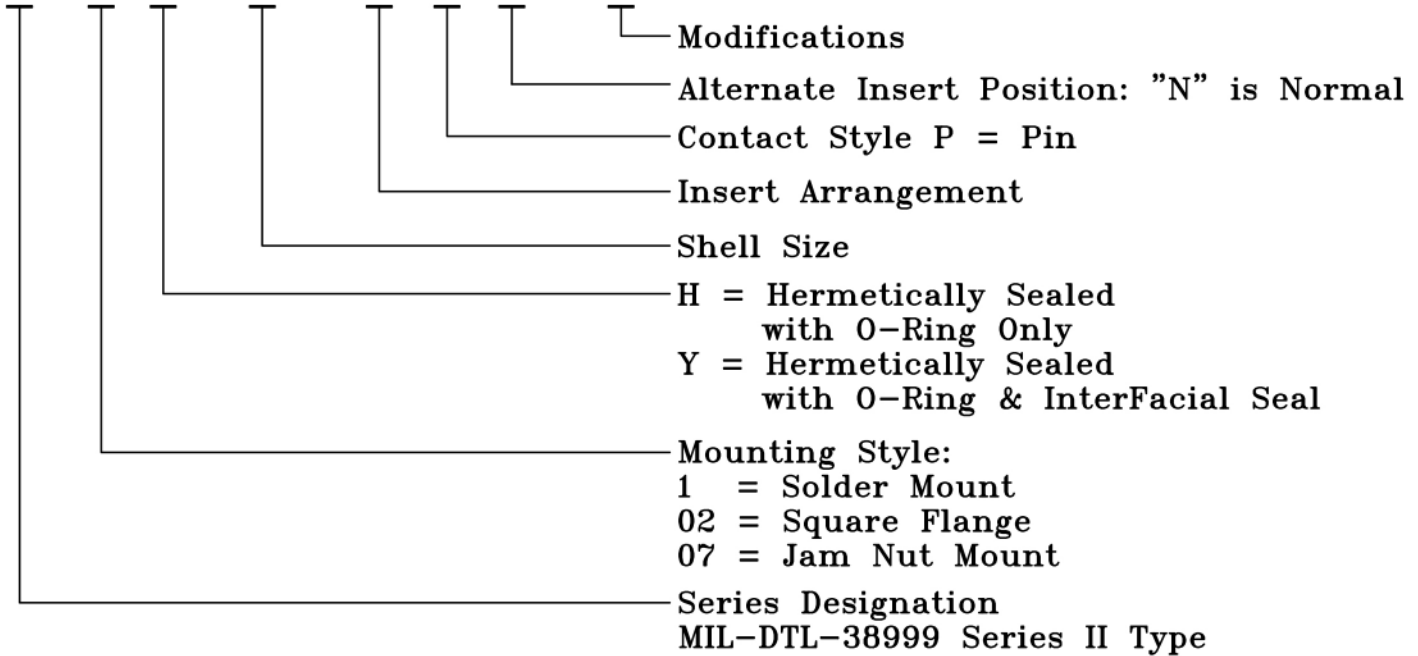 Modifications
Alternate Insert Position: ”N” is Normal
Contact Style P = Pin
Insert Arrangement
Shell Size
H = Hermetically Sealed
with O-Ring Only
Y = Hermetically Sealed
with O-Ring & InterFacial Seal
Mounting Style:
1 = Solder Mount
02 = Square Flange
07 = Jam Nut Mount
Series Designation
MIL-DTL-38999 Series II Type